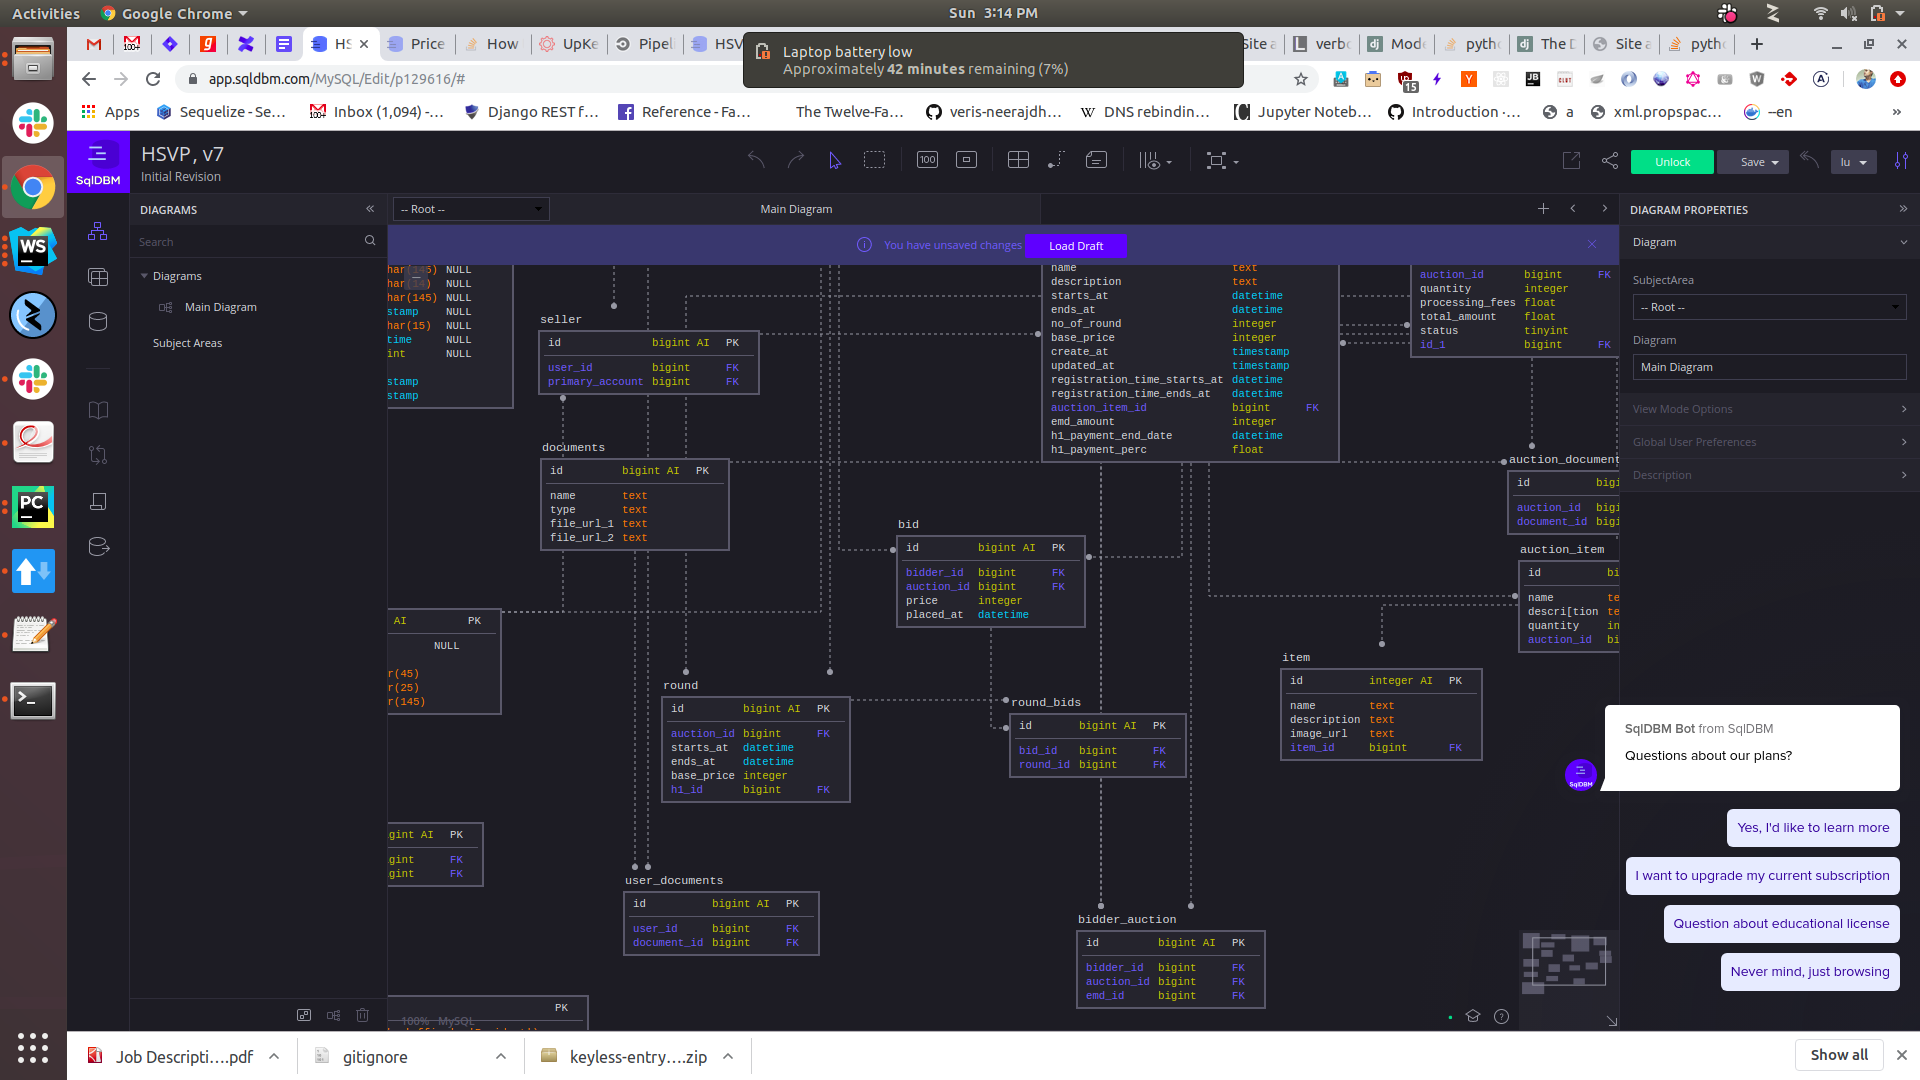 Activities
Google Chrome
Sun 3:14 PM
HS
Price
How
UpKe
Pipel
HSV
Site a
verbo
Mode
pytho
The D
Site a
pytho
Laptop battery low
Approximately 42 minutes remaining (7%)
app.sqldbm.com/MySQL/Edit/p129616/#
15
Apps
Sequelize - Se...
Inbox (1,094) -...
Django REST f...
Reference - Fa...
The Twelve-Fa...
veris-neerajdh...
DNS rebindin...
Jupyter Noteb...
Introduction -...
a
xml.propspac...
--en
SqlDBM
HSVP, v7
Initial Revision
100
Unlock
Save
lu
DIAGRAMS
-- Root --
Main Diagram
DIAGRAM PROPERTIES
Search
You have unsaved changes
Load Draft
Diagram
Diagrams
Main Diagram
Subject Areas
SubjectArea
-- Root --
Diagram
Main Diagram
View Mode Options
Global User Preferences
Description
har(145) NULL
har(14) NULL
har(145) NULL
stamp NULL
har(15) NULL
time NULL
int NULL
stamp
stamp
seller
id bigint AI PK
user_id bigint FK
primary_account bigint FK
documents
id bigint AI PK
name text
type text
file_url_1 text
file_url_2 text
name text
description text
starts_at datetime
ends_at datetime
no_of_round integer
base_price integer
create_at timestamp
updated_at timestamp
registration_time_starts_at datetime
registration_time_ends_at datetime
auction_item_id bigint FK
emd_amount integer
h1_payment_end_date datetime
h1_payment_perc float
auction_id bigint FK
quantity integer
processing_fees float
total_amount float
status tinyint
id_1 bigint FK
auction_document
id bigi
auction_id bigi
document_id bigi
auction_item
id bi
name te
descri[tion te
quantity in
auction_id bi
bid
id bigint AI PK
bidder_id bigint FK
auction_id bigint FK
price integer
placed_at datetime
AI PK
NULL
r(45)
r(25)
r(145)
round
id bigint AI PK
auction_id bigint FK
starts_at datetime
ends_at datetime
base_price integer
h1_id bigint FK
round_bids
id bigint AI PK
bid_id bigint FK
round_id bigint FK
item
id integer AI PK
name text
description text
image_url text
item_id bigint FK
gint AI PK
gint FK
gint FK
user_documents
id bigint AI PK
user_id bigint FK
document_id bigint FK
bidder_auction
id bigint AI PK
bidder_id bigint FK
auction_id bigint FK
emd_id bigint FK
PK
100% MySQL
SqlDBM Bot from SqlDBM
Questions about our plans?
Yes, I'd like to learn more
I want to upgrade my current subscription
Question about educational license
Never mind, just browsing
Job Descripti....pdf
gitignore
keyless-entry....zip
Show all